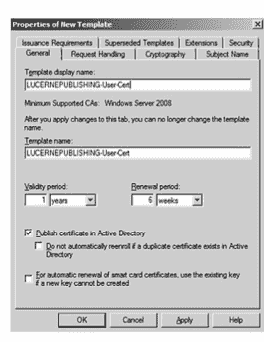 Properties of New Template
Issuance Requirements Superseded Templates Extensions Security
General Request Handling Cryptography Subject Name
Template display name:
LUCERNEPUBLISHING-User-Cert
Minimum Supported CAs: Windows Server 2008
After you apply changes to this tab, you can no longer change the template
name.
Template name:
LUCERNEPUBLISHING-User-Cert
Validity period: Renewal period:
1 years 6 weeks
Publish certificate in Active Directory
Do not automatically reenroll if a duplicate certificate exists in Active
Directory
For automatic renewal of smart card certificates, use the existing key
if a new key cannot be created
OK Cancel Apply Help